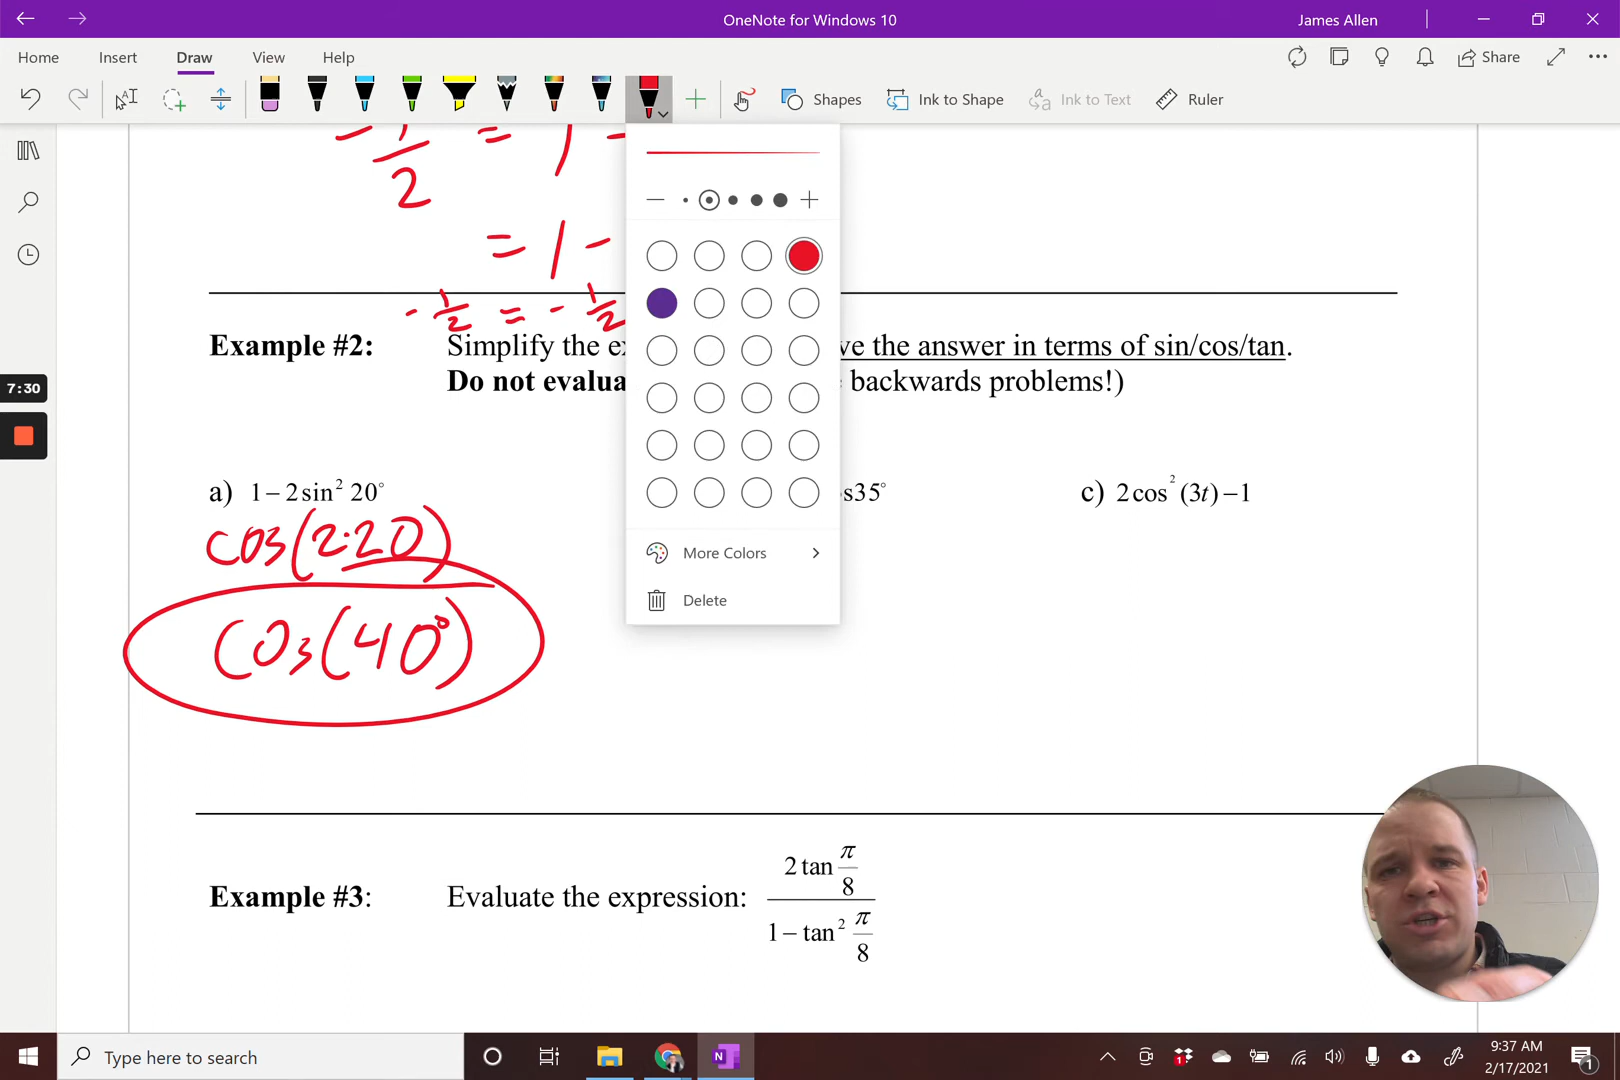 OneNote for Windows 10
James Allen
Home Insert Draw View Help
Share
Shapes Ink to Shape Ink to Text Ruler
- 1/2 = 1 -
= 1 -
- 1/2 = - 1/2
Example #2: Simplify the ex ve the answer in terms of sin/cos/tan.
Do not evalua backwards problems!)
7:30
a) 1 – 2 sin² 20° s35° c) 2 cos² (3t) – 1
cos(2·20)
cos(40°)
More Colors
Delete
Example #3: Evaluate the expression: 2 tan π/8
1 – tan² π/8
Type here to search
9:37 AM
2/17/2021
1
1